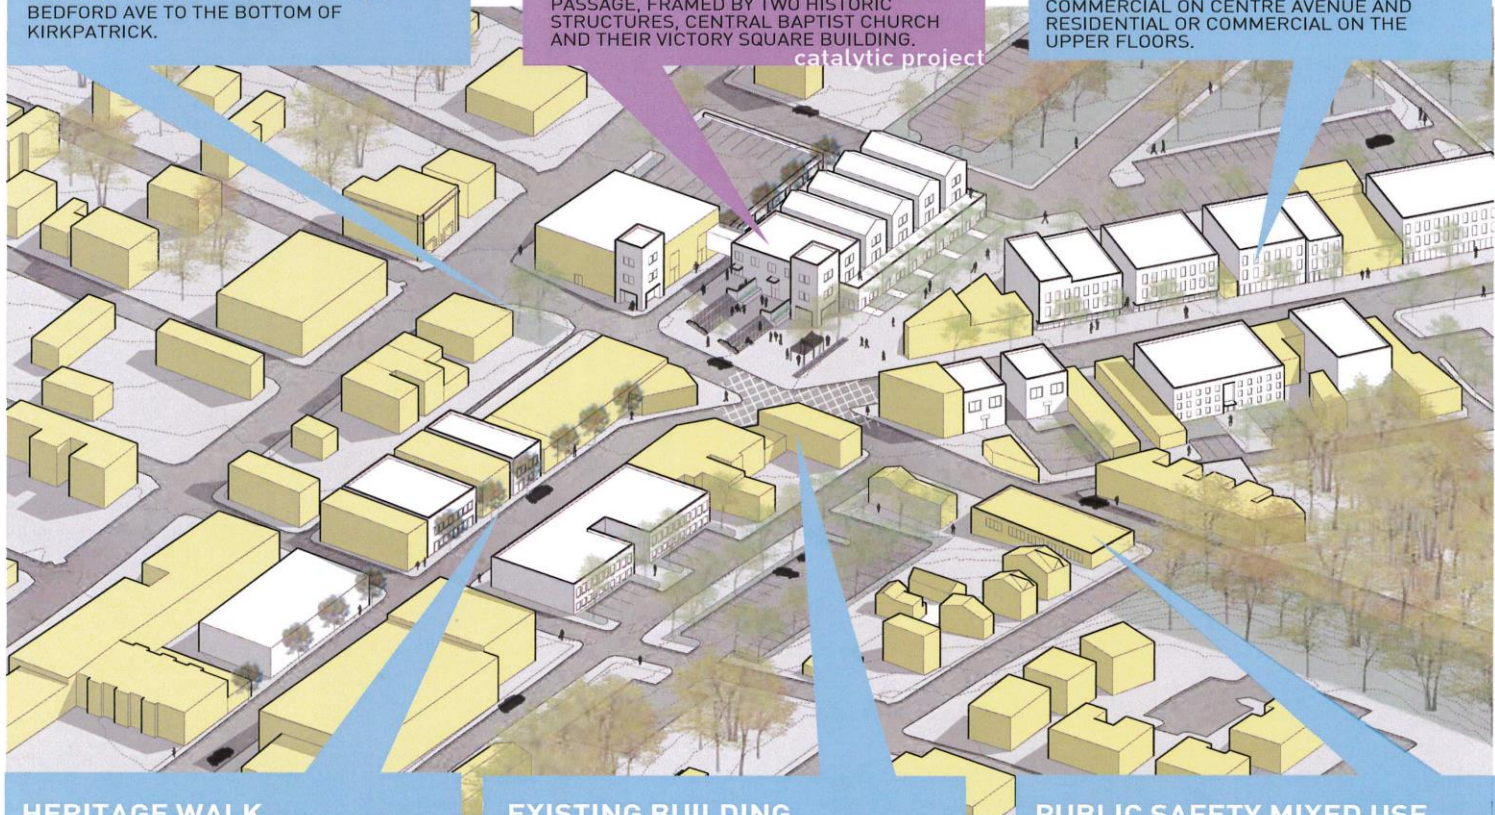 BEDFORD AVE TO THE BOTTOM OF
KIRKPATRICK.
PASSAGE, FRAMED BY TWO HISTORIC
STRUCTURES, CENTRAL BAPTIST CHURCH
AND THEIR VICTORY SQUARE BUILDING.
catalytic project
COMMERCIAL ON CENTRE AVENUE AND
RESIDENTIAL OR COMMERCIAL ON THE
UPPER FLOORS.
HERITAGE WALK
EXISTING BUILDING
PUBLIC SAFETY MIXED USE